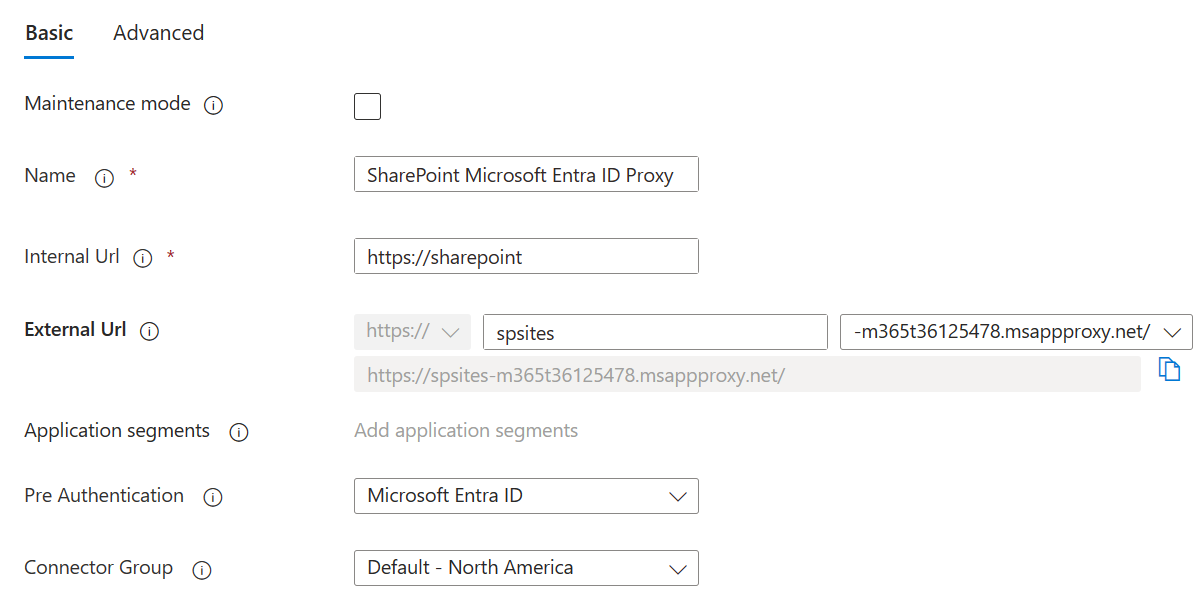 Basic Advanced
Maintenance mode
Name * SharePoint Microsoft Entra ID Proxy
Internal Url * https://sharepoint
External Url https:// spsites -m365t36125478.msappproxy.net/
https://spsites-m365t36125478.msappproxy.net/
Application segments Add application segments
Pre Authentication Microsoft Entra ID
Connector Group Default - North America